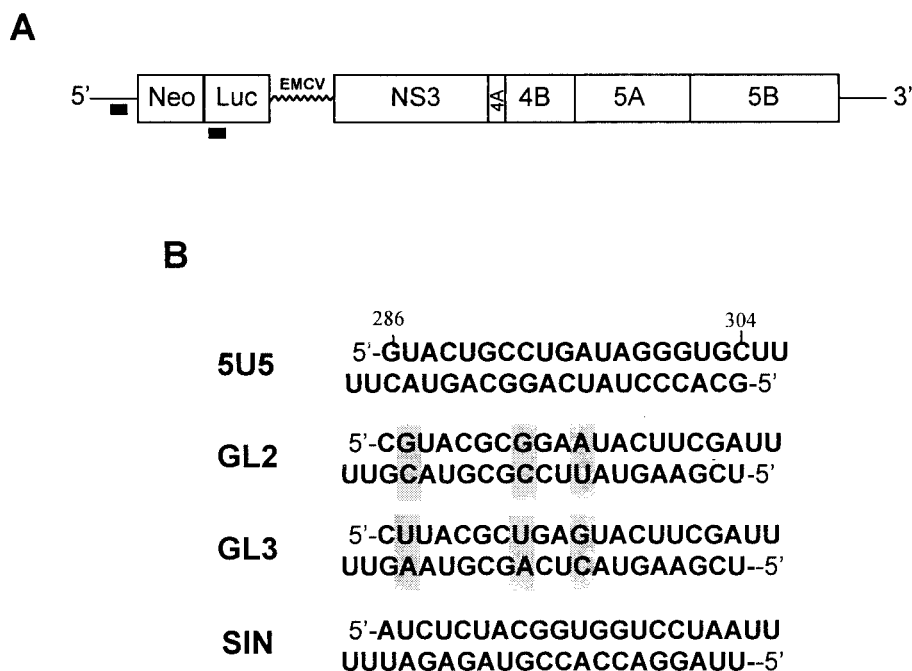 A
5’ Neo Luc EMCV NS3 4A 4B 5A 5B 3’
B
286 304
5U5
5’-GUACUGCCUGAUAGGGUGCUU
UUCAUGACGGACUAUCCCACG-5’
GL2
5’-CGUACGCGGAAUACUUCGAUU
UUGCAUGCGCCUUAUGAAGCU-5’
GL3
5’-CUUACGCUGAGUACUUCGAUU
UUGAAUGCGACUCAUGAAGCU--5’
SIN
5’-AUCUCUACGGUGGUCCUAAUU
UUUAGAGAUGCCACCAGGAUU--5’